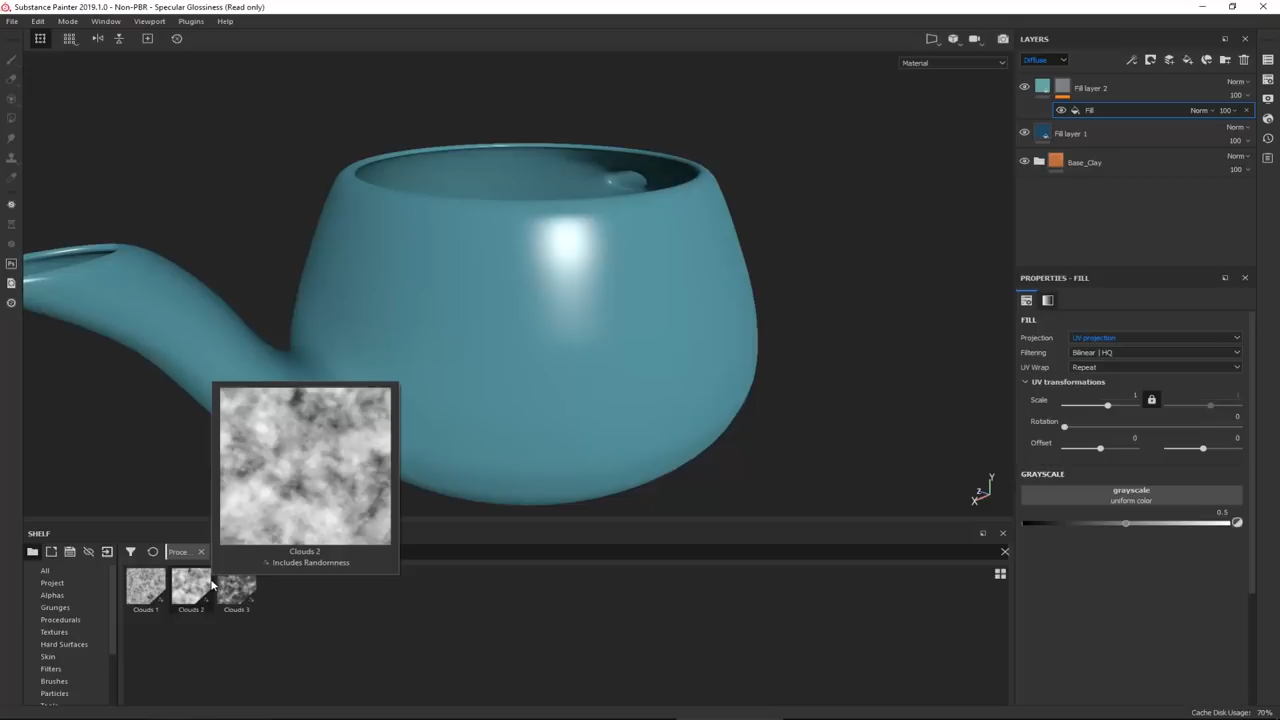 Substance Painter 2019.1.0 - Non-PBR - Specular Glossiness (Read only)
File Edit Mode Window Viewport Plugins Help
Material
LAYERS
Diffuse
Norm
Fill layer 2
100
Fill Norm 100
Norm
Fill layer 1
100
Norm
Base_Clay
100
PROPERTIES - FILL
FILL
Projection UV projection
Filtering Bilinear | HQ
UV Wrap Repeat
UV transformations
Scale 1 1
Rotation 0
Offset 0 0
GRAYSCALE
grayscale
uniform color
0.5
Y
Z
X
Clouds 2
Includes Randomness
SHELF
Proce...
All
Project
Alphas
Grunges
Procedurals
Textures
Hard Surfaces
Skin
Filters
Brushes
Particles
Clouds 1 Clouds 2 Clouds 3
Ps
Cache Disk Usage: 70%